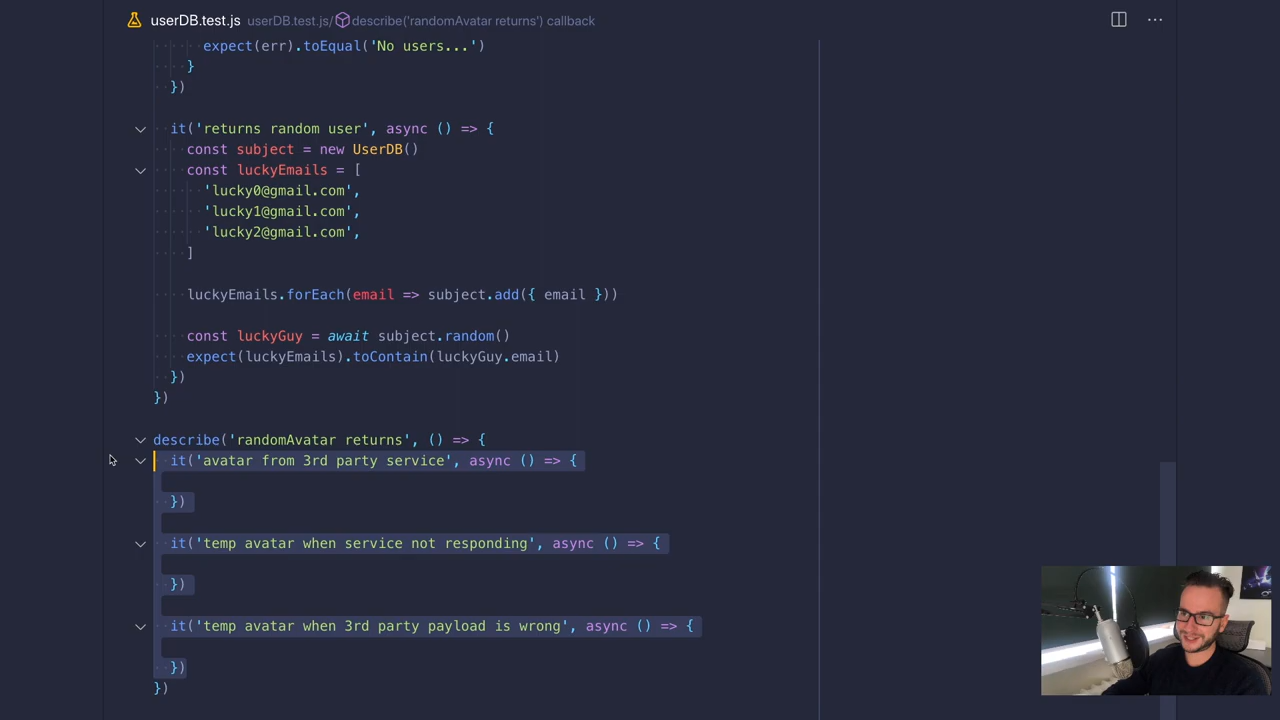 userDB.test.js userDB.test.js/describe('randomAvatar returns') callback
expect(err).toEqual('No users...')
}
})
it('returns random user', async () => {
const subject = new UserDB()
const luckyEmails = [
'lucky0@gmail.com',
'lucky1@gmail.com',
'lucky2@gmail.com',
]
luckyEmails.forEach(email => subject.add({ email }))
const luckyGuy = await subject.random()
expect(luckyEmails).toContain(luckyGuy.email)
})
})
describe('randomAvatar returns', () => {
it('avatar from 3rd party service', async () => {
})
it('temp avatar when service not responding', async () => {
})
it('temp avatar when 3rd party payload is wrong', async () => {
})
})